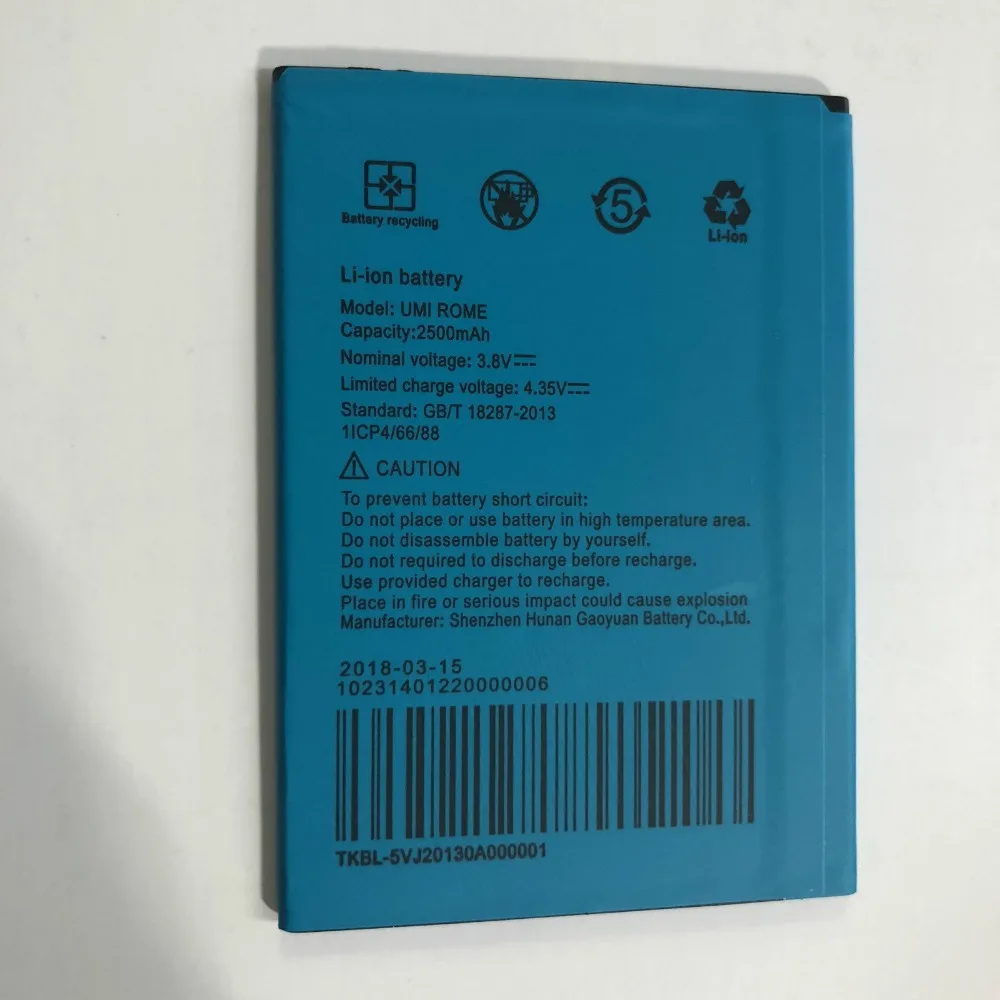 Battery recycling
5
Li-ion
Li-ion battery
Model: UMI ROME
Capacity:2500mAh
Nominal voltage: 3.8V⎓
Limited charge voltage: 4.35V⎓
Standard: GB/T 18287-2013
1ICP4/66/88
⚠ CAUTION
To prevent battery short circuit:
Do not place or use battery in high temperature area.
Do not disassemble battery by yourself.
Do not required to discharge before recharge.
Use provided charger to recharge.
Place in fire or serious impact could cause explosion
Manufacturer: Shenzhen Hunan Gaoyuan Battery Co.,Ltd.
2018-03-15
10231401220000006
TKBL-5VJ20130A000001